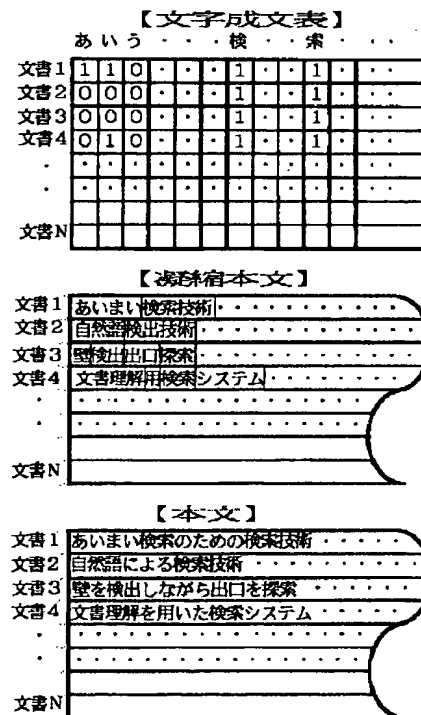 【文字成文表】
あ い う ・ ・ ・ 検 ・ ・ 索 ・ ・ ・
文書1 1 1 0 ・ ・ ・ 1 ・ ・ 1 ・ ・ ・
文書2 0 0 0 ・ ・ ・ 1 ・ ・ 1 ・ ・ ・
文書3 0 0 0 ・ ・ ・ 1 ・ ・ 1 ・ ・ ・
文書4 0 1 0 ・ ・ ・ 1 ・ ・ 1 ・ ・ ・
文書N
【凝縮本文】
文書1 あいまい検索技術
文書2 自然語検出技術
文書3 壁検出出口探索
文書4 文書理解用検索システム
文書N
【本文】
文書1 あいまい検索のための検索技術
文書2 自然語による検索技術
文書3 壁を検出しながら出口を探索
文書4 文書理解を用いた検索システム
文書N